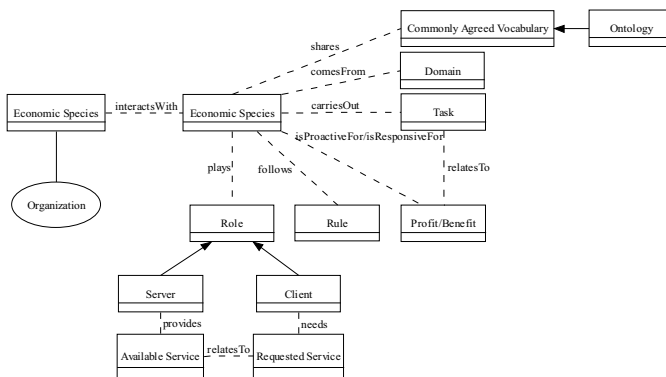 Commonly Agreed Vocabulary
Ontology
shares
comesFrom
Domain
Economic Species
interactsWith
Economic Species
carriesOut
Task
isProactiveFor/isResponsiveFor
plays
follows
relatesTo
Organization
Role
Rule
Profit/Benefit
Server
Client
provides
needs
Available Service
relatesTo
Requested Service